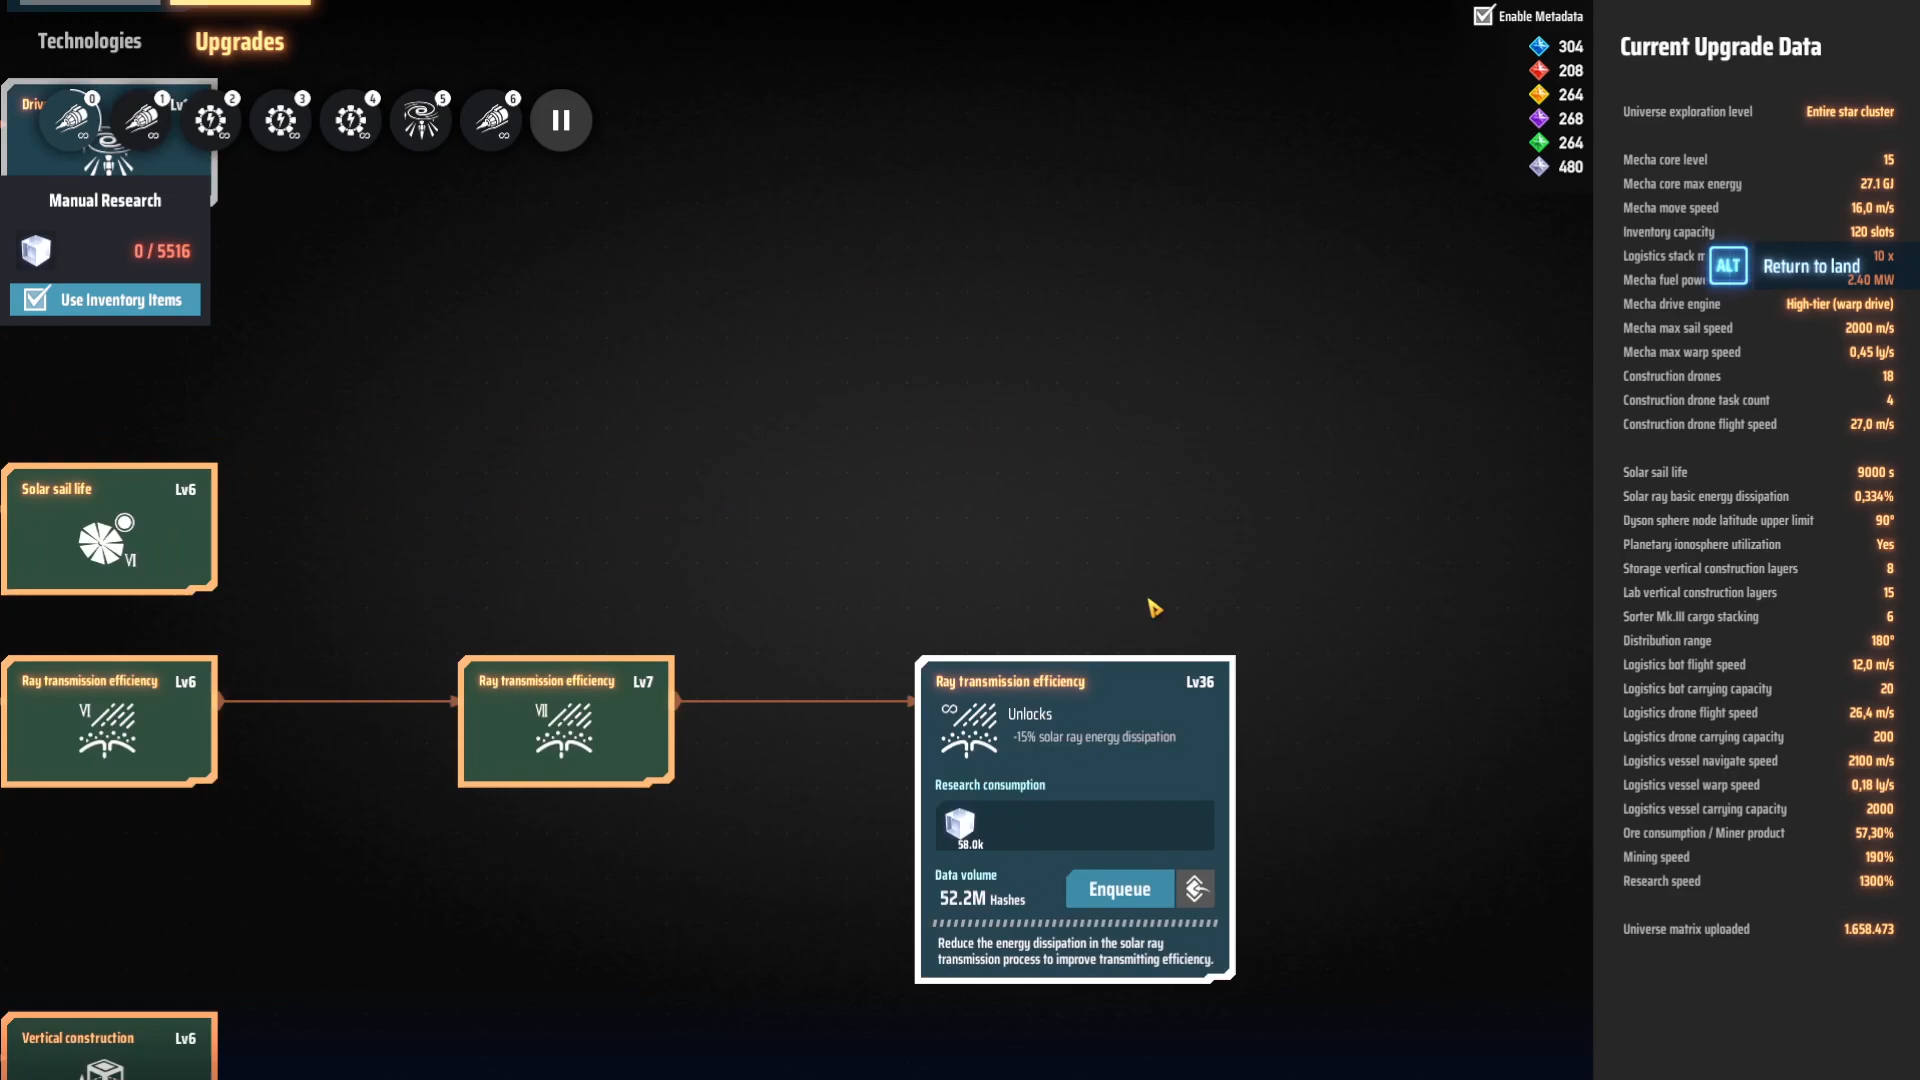 Technologies
Upgrades
Enable Metadata
304
208
264
268
264
480
Lv
0
1
2
3
4
5
6
Manual Research
0 / 5516
Use Inventory Items
Solar sail life
Lv6
VI
Ray transmission efficiency
Lv6
VI
Ray transmission efficiency
Lv7
VII
Ray transmission efficiency
Lv36
Unlocks
-15% solar ray energy dissipation
Research consumption
58.0k
Data volume
52.2M Hashes
Enqueue
Reduce the energy dissipation in the solar ray
transmission process to improve transmitting efficiency.
Vertical construction
Lv6
Current Upgrade Data
Universe exploration level Entire star cluster
Mecha core level 15
Mecha core max energy 27.1 GJ
Mecha move speed 16,0 m/s
Inventory capacity 120 slots
Logistics stack 10 x
ALT Return to land
Mecha fuel 2.40 MW
Mecha drive engine High-tier (warp drive)
Mecha max sail speed 2000 m/s
Mecha max warp speed 0,45 ly/s
Construction drones 18
Construction drone task count 4
Construction drone flight speed 27,0 m/s
Solar sail life 9000 s
Solar ray basic energy dissipation 0,334%
Dyson sphere node latitude upper limit 90°
Planetary ionosphere utilization Yes
Storage vertical construction layers 8
Lab vertical construction layers 15
Sorter Mk.III cargo stacking 6
Distribution range 180°
Logistics bot flight speed 12,0 m/s
Logistics bot carrying capacity 20
Logistics drone flight speed 26,4 m/s
Logistics drone carrying capacity 200
Logistics vessel navigate speed 2100 m/s
Logistics vessel warp speed 0,18 ly/s
Logistics vessel carrying capacity 2000
Ore consumption / Miner product 57,30%
Mining speed 190%
Research speed 1300%
Universe matrix uploaded 1.658.473